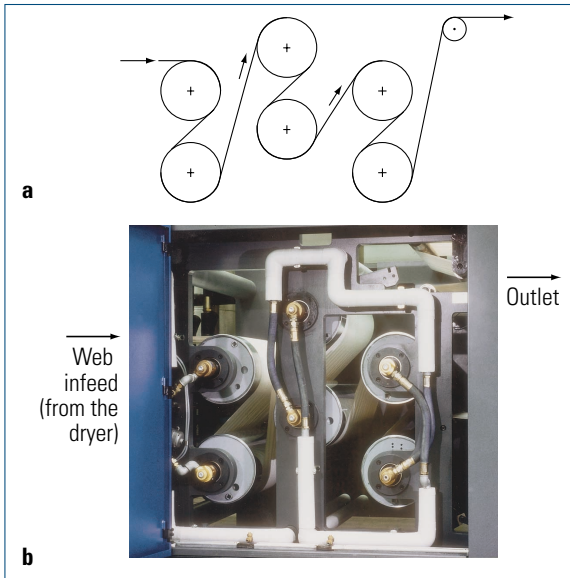 a
Web
infeed
(from the
dryer)
Outlet
b